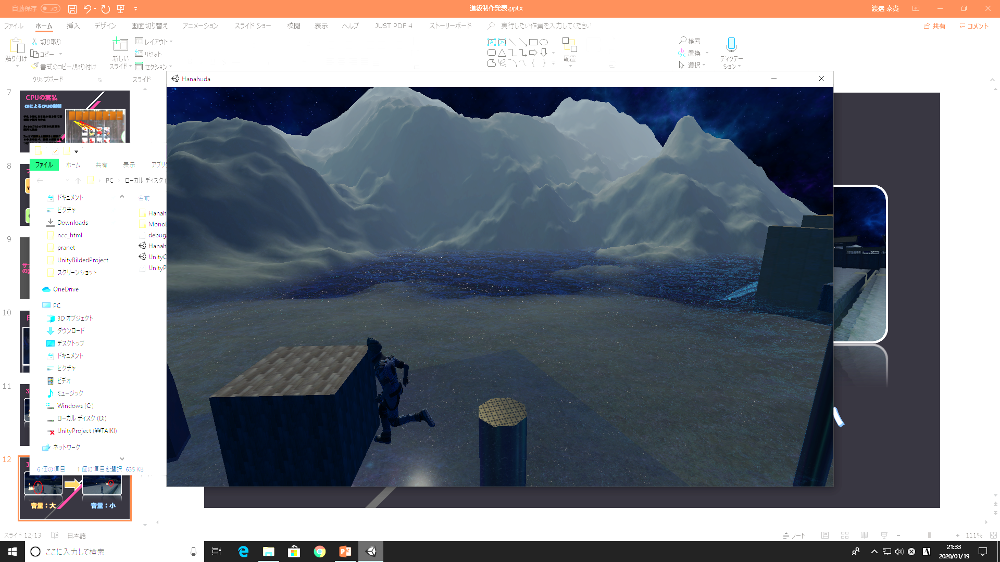 自動保存 オフ
進級制作発表.pptx
渡邉 泰貴
ファイル ホーム 挿入 デザイン 画面切り替え アニメーション スライド ショー 校閲 表示 ヘルプ JUST PDF 4 ストーリーボード 実行したい作業を入力してください
共有 コメント
貼り付け
切り取り
コピー
書式のコピー/貼り付け
クリップボード
新しい
スライド
レイアウト
リセット
セクション
スライド
配置
検索
置換
選択
ディクテー
ション
Hanahuda
7
CPUの実装
C#によるCPUの制御
8
9
10
11
12
音量：大
音量：小
ファイル ホーム 共有 表示
PC ローカル ディスク (
ドキュメント
ピクチャ
Downloads
ncc_html
pranet
UnityBildedProject
スクリーンショット
OneDrive
PC
3D オブジェクト
ダウンロード
デスクトップ
ドキュメント
ピクチャ
ビデオ
ミュージック
Windows (C:)
ローカル ディスク (D:)
UnityProject (¥¥TAIKI)
ネットワーク
名前
Hanah
debug
Hanah
UnityC
UnityP
6 個の項目 1 個の項目を選択 635 KB
スライド 12/13 日本語
ノート
111%
ここに入力して検索
21:33
2020/01/19